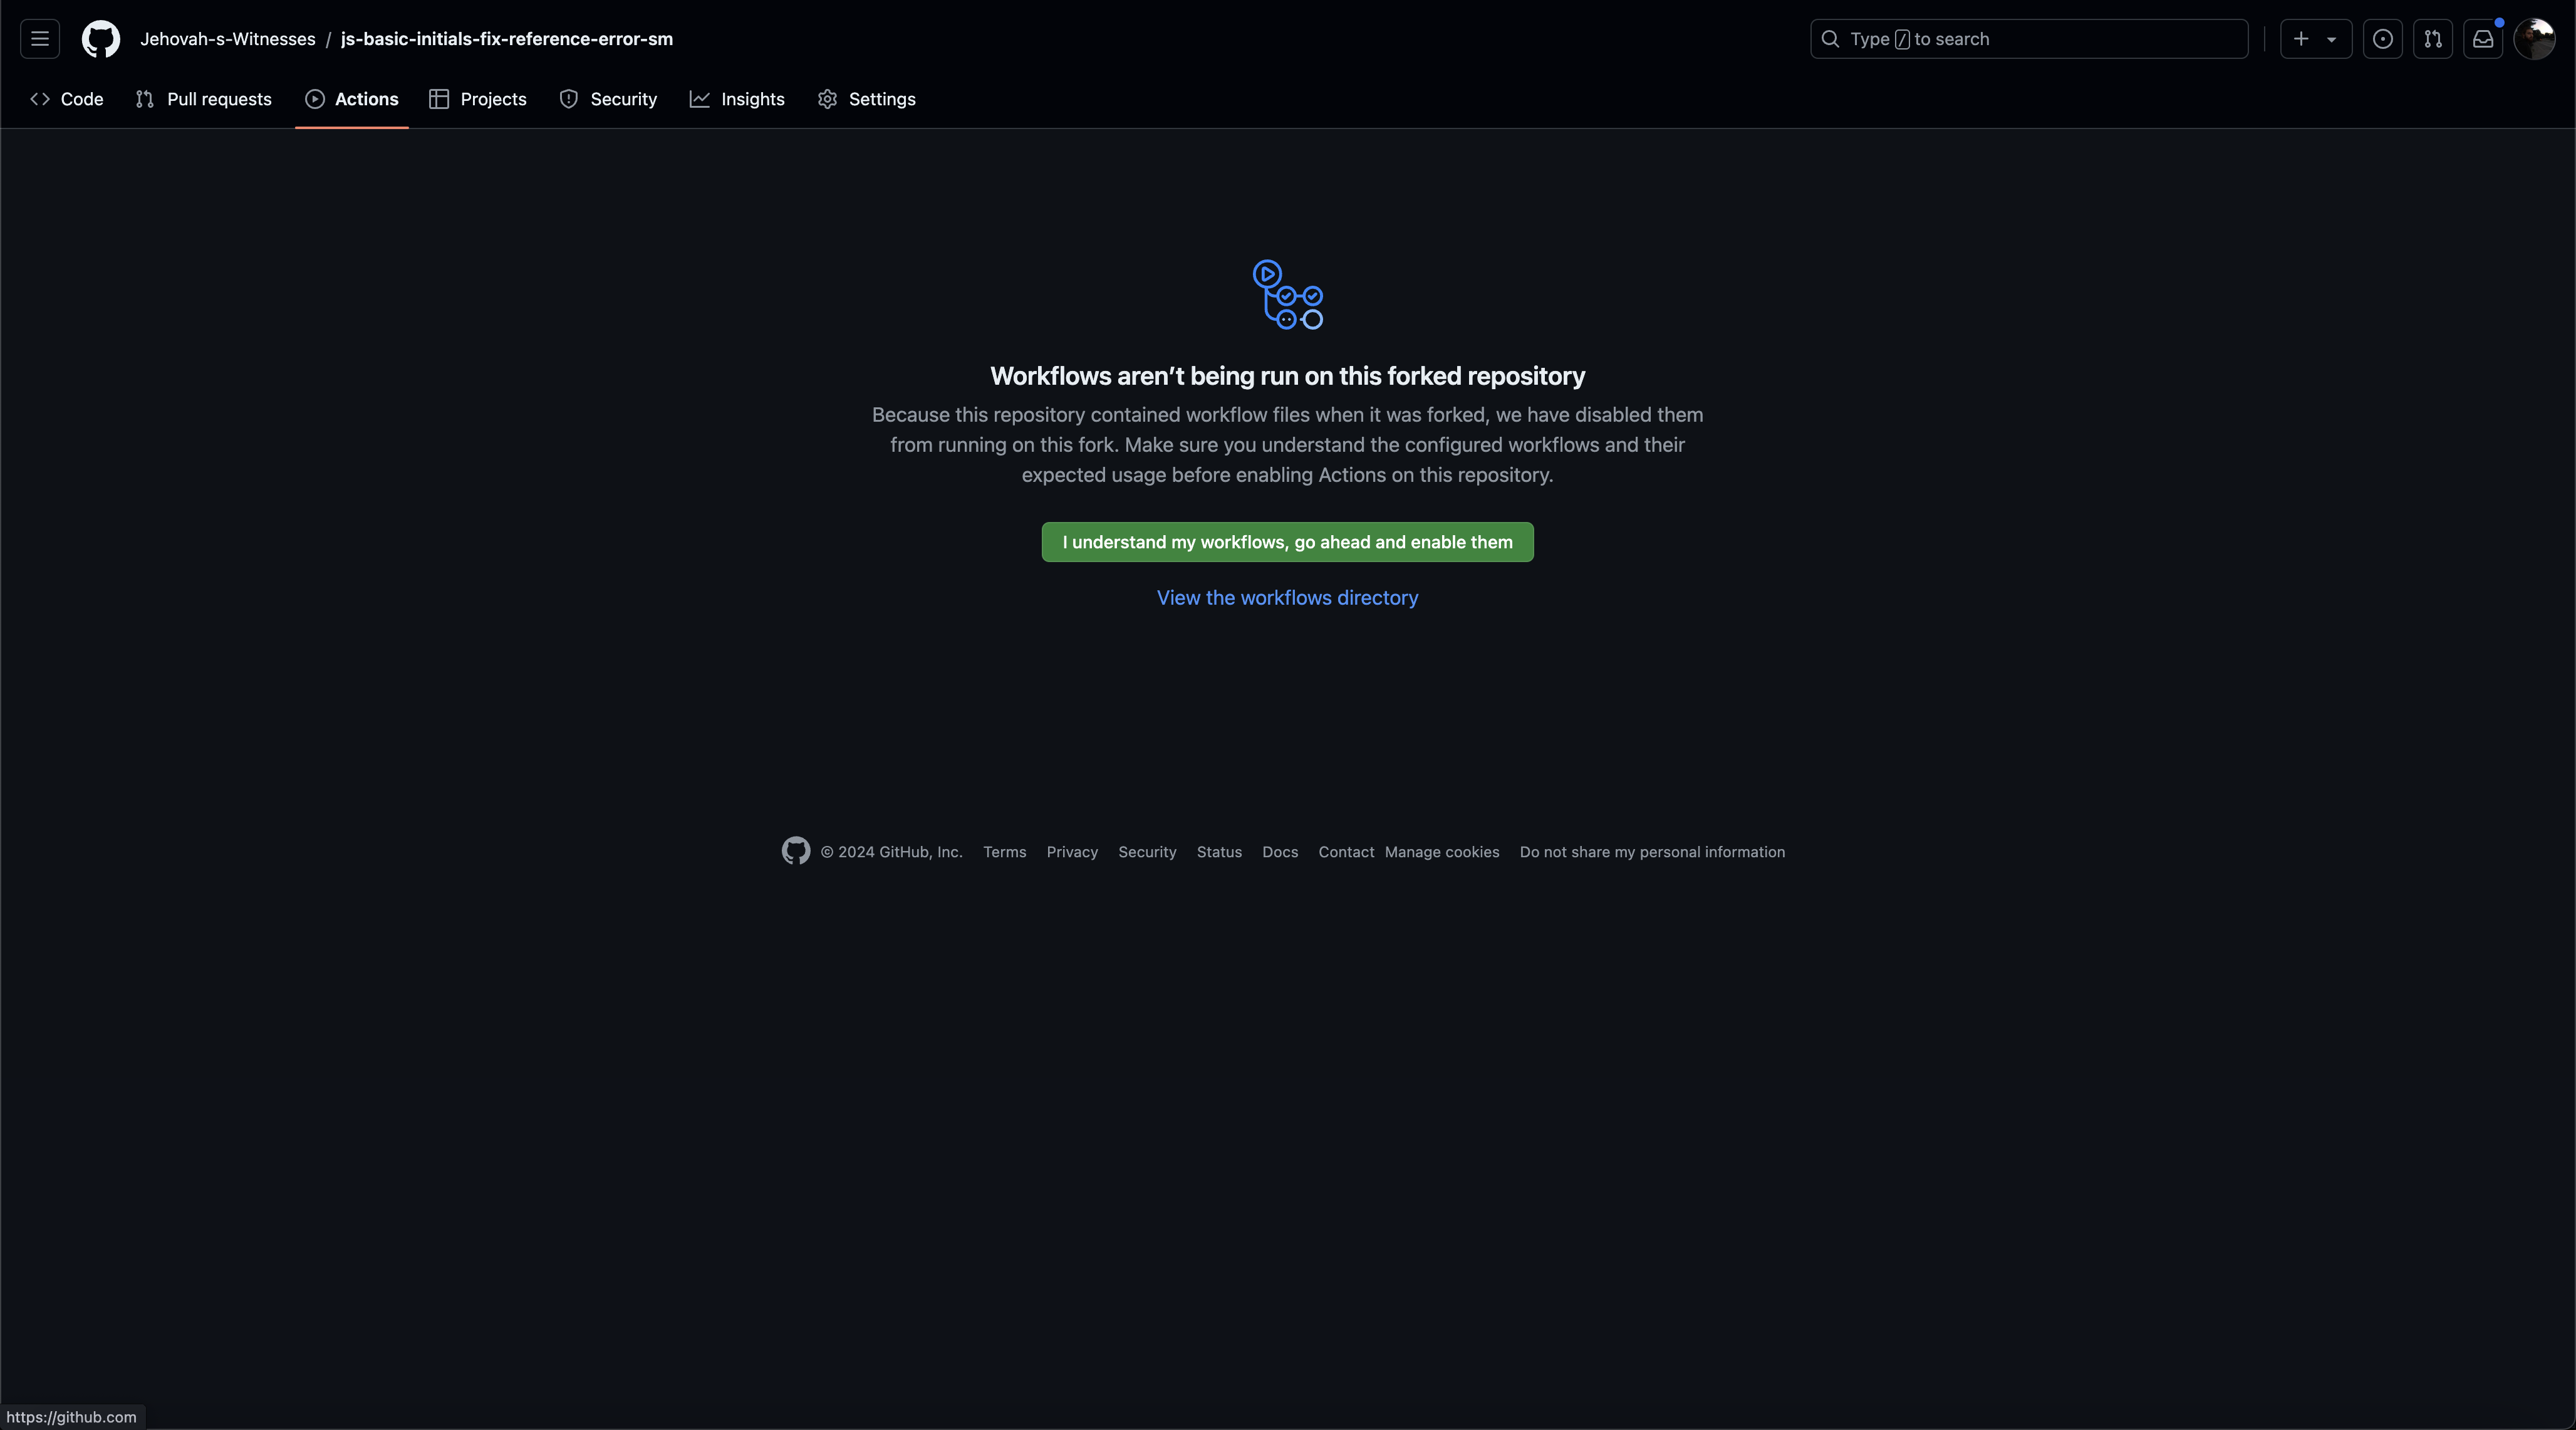 Jehovah-s-Witnesses / js-basic-initials-fix-reference-error-sm
Type / to search
Code Pull requests Actions Projects Security Insights Settings
Workflows aren’t being run on this forked repository
Because this repository contained workflow files when it was forked, we have disabled them
from running on this fork. Make sure you understand the configured workflows and their
expected usage before enabling Actions on this repository.
I understand my workflows, go ahead and enable them
View the workflows directory
© 2024 GitHub, Inc. Terms Privacy Security Status Docs Contact Manage cookies Do not share my personal information
https://github.com